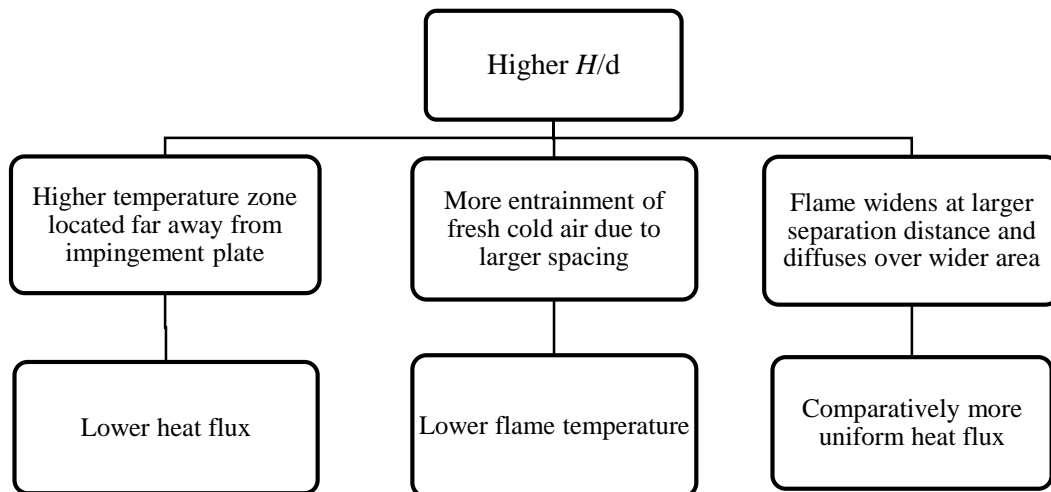 Higher H/d
Higher temperature zone
located far away from
impingement plate
More entrainment of
fresh cold air due to
larger spacing
Flame widens at larger
separation distance and
diffuses over wider area
Lower heat flux
Lower flame temperature
Comparatively more
uniform heat flux